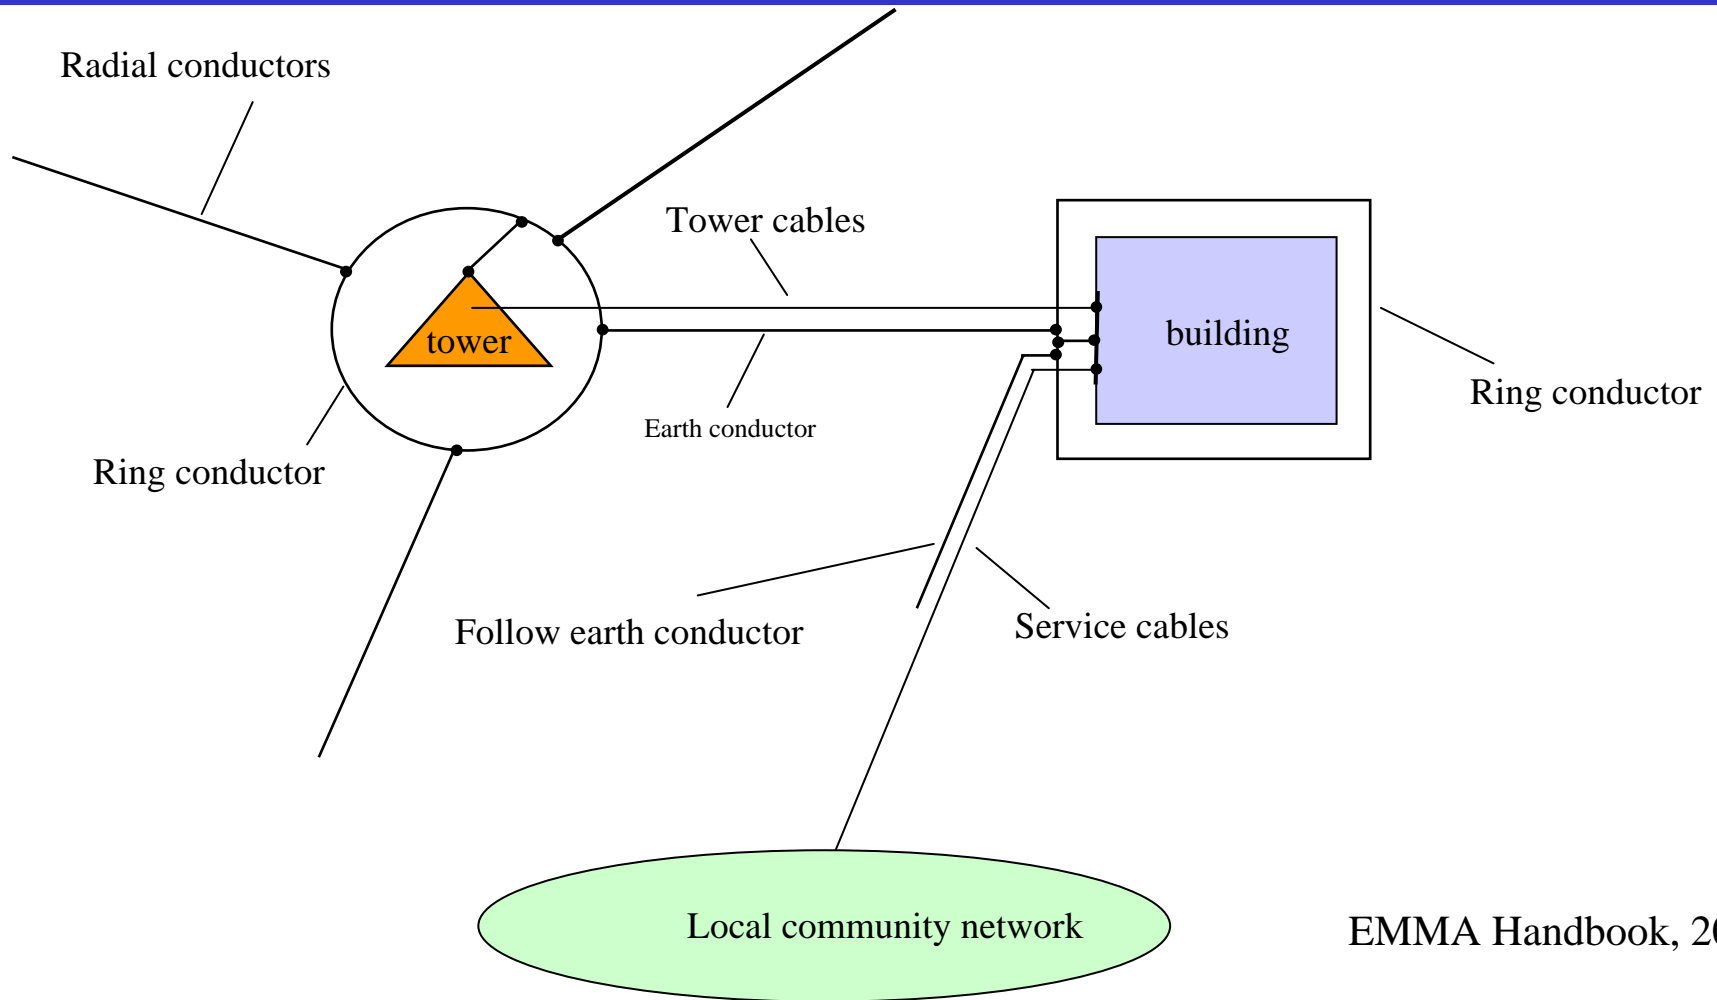 Radial conductors
Tower cables
tower
building
Ring conductor
Earth conductor
Ring conductor
Follow earth conductor
Service cables
Local community network
EMMA Handbook,